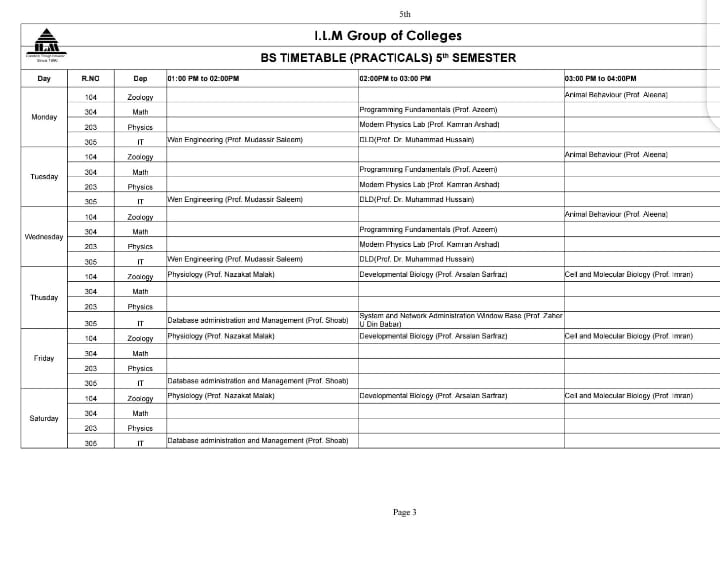 5th
I.L.M
I.L.M Group of Colleges
BS TIMETABLE (PRACTICALS) 5th SEMESTER
Day R.NO Dep 01:00 PM to 02:00PM 02:00PM to 03:00 PM 03:00 PM to 04:00PM
Monday
104 Zoology Animal Behaviour (Prof. Aleena)
304 Math Programming Fundamentals (Prof. Azeem)
203 Physics Modern Physics Lab (Prof. Kamran Arshad)
305 IT Wen Engineering (Prof. Mudassir Saleem) DLD(Prof. Dr. Muhammad Hussain)
Tuesday
104 Zoology Animal Behaviour (Prof. Aleena)
304 Math Programming Fundamentals (Prof. Azeem)
203 Physics Modern Physics Lab (Prof. Kamran Arshad)
305 IT Wen Engineering (Prof. Mudassir Saleem) DLD(Prof. Dr. Muhammad Hussain)
Wednesday
104 Zoology Animal Behaviour (Prof. Aleena)
304 Math Programming Fundamentals (Prof. Azeem)
203 Physics Modern Physics Lab (Prof. Kamran Arshad)
305 IT Wen Engineering (Prof. Mudassir Saleem) DLD(Prof. Dr. Muhammad Hussain)
Thusday
104 Zoology Physiology (Prof. Nazakat Malak) Developmental Biology (Prof. Arsalan Sarfraz) Cell and Molecular Biology (Prof. Imran)
304 Math
203 Physics
305 IT Database administration and Management (Prof. Shoab) System and Network Administration Window Base (Prof. Zaher
U Din Babar)
Friday
104 Zoology Physiology (Prof. Nazakat Malak) Developmental Biology (Prof. Arsalan Sarfraz) Cell and Molecular Biology (Prof. Imran)
304 Math
203 Physics
305 IT Database administration and Management (Prof. Shoab)
Saturday
104 Zoology Physiology (Prof. Nazakat Malak) Developmental Biology (Prof. Arsalan Sarfraz) Cell and Molecular Biology (Prof. Imran)
304 Math
203 Physics
305 IT Database administration and Management (Prof. Shoab)
Page 3